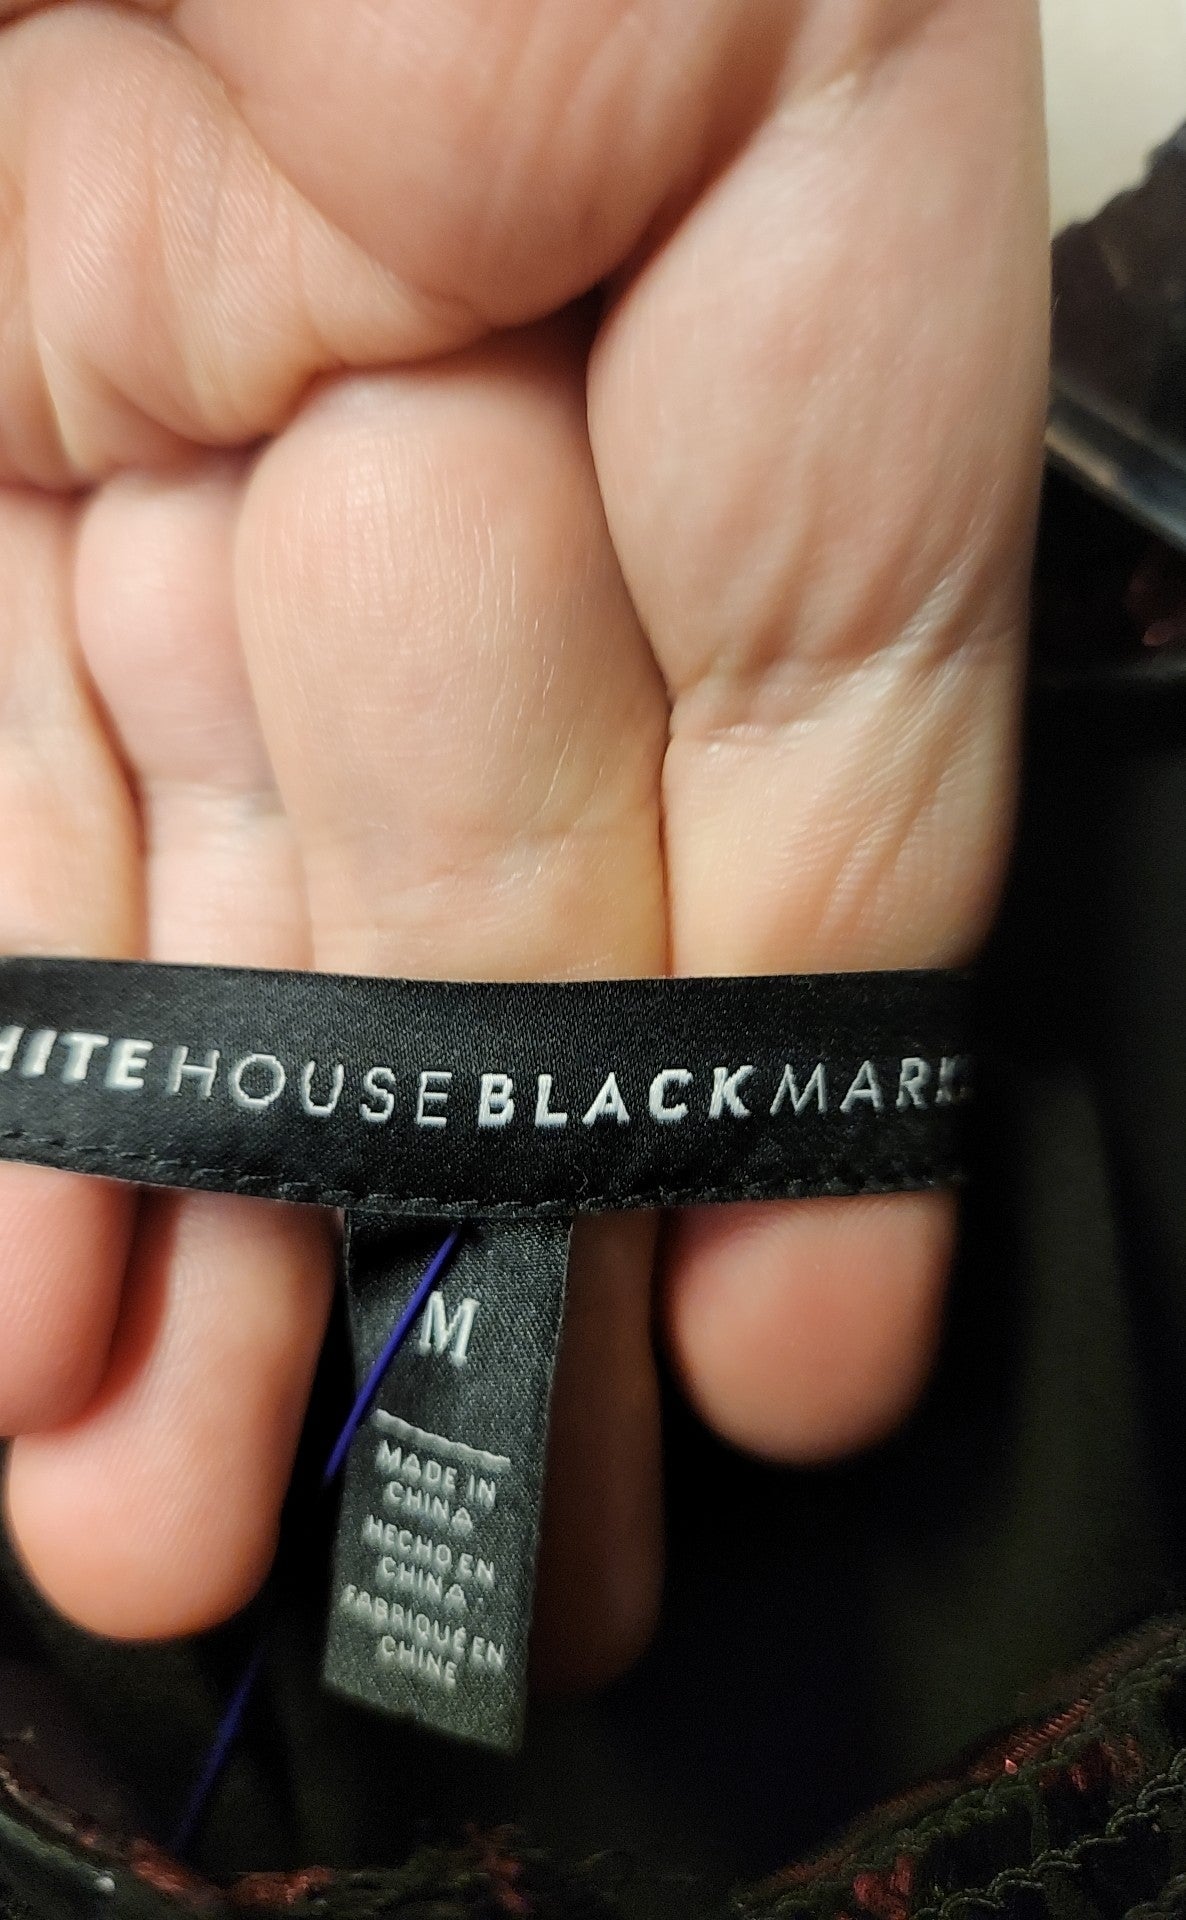 HITEHOUSEBLACKMARK
M
MADE IN
CHINA
HECHO EN
CHINA
FABRIQUÉ EN
CHINE